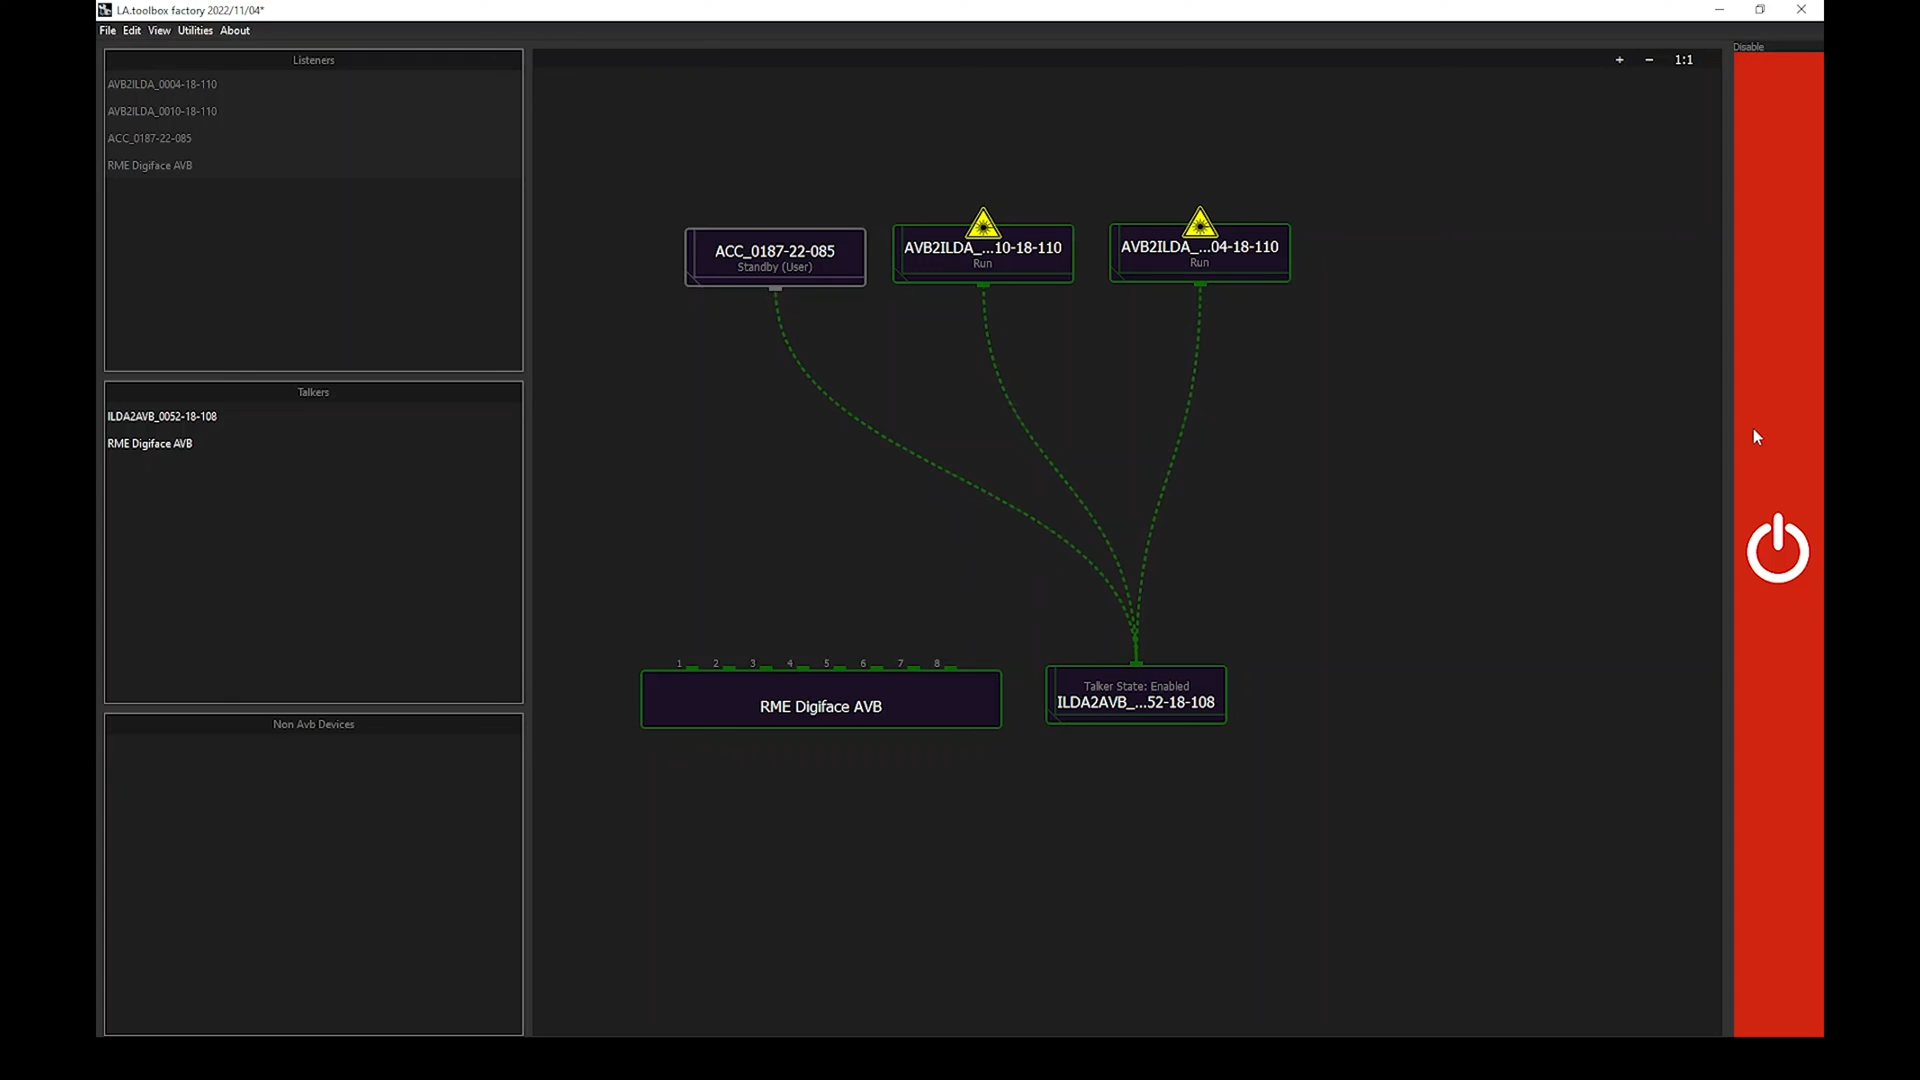 LA.toolbox factory 2022/11/04*
File Edit View Utilities About
Disable
Listeners
AVB2ILDA_0004-18-110
AVB2ILDA_0010-18-110
ACC_0187-22-085
RME Digiface AVB
Talkers
ILDA2AVB_0052-18-108
RME Digiface AVB
Non Avb Devices
+ − 1:1
ACC_0187-22-085
Standby (User)
AVB2ILDA_...10-18-110
Run
AVB2ILDA_...04-18-110
Run
1 2 3 4 5 6 7 8
RME Digiface AVB
Talker State: Enabled
ILDA2AVB_...52-18-108